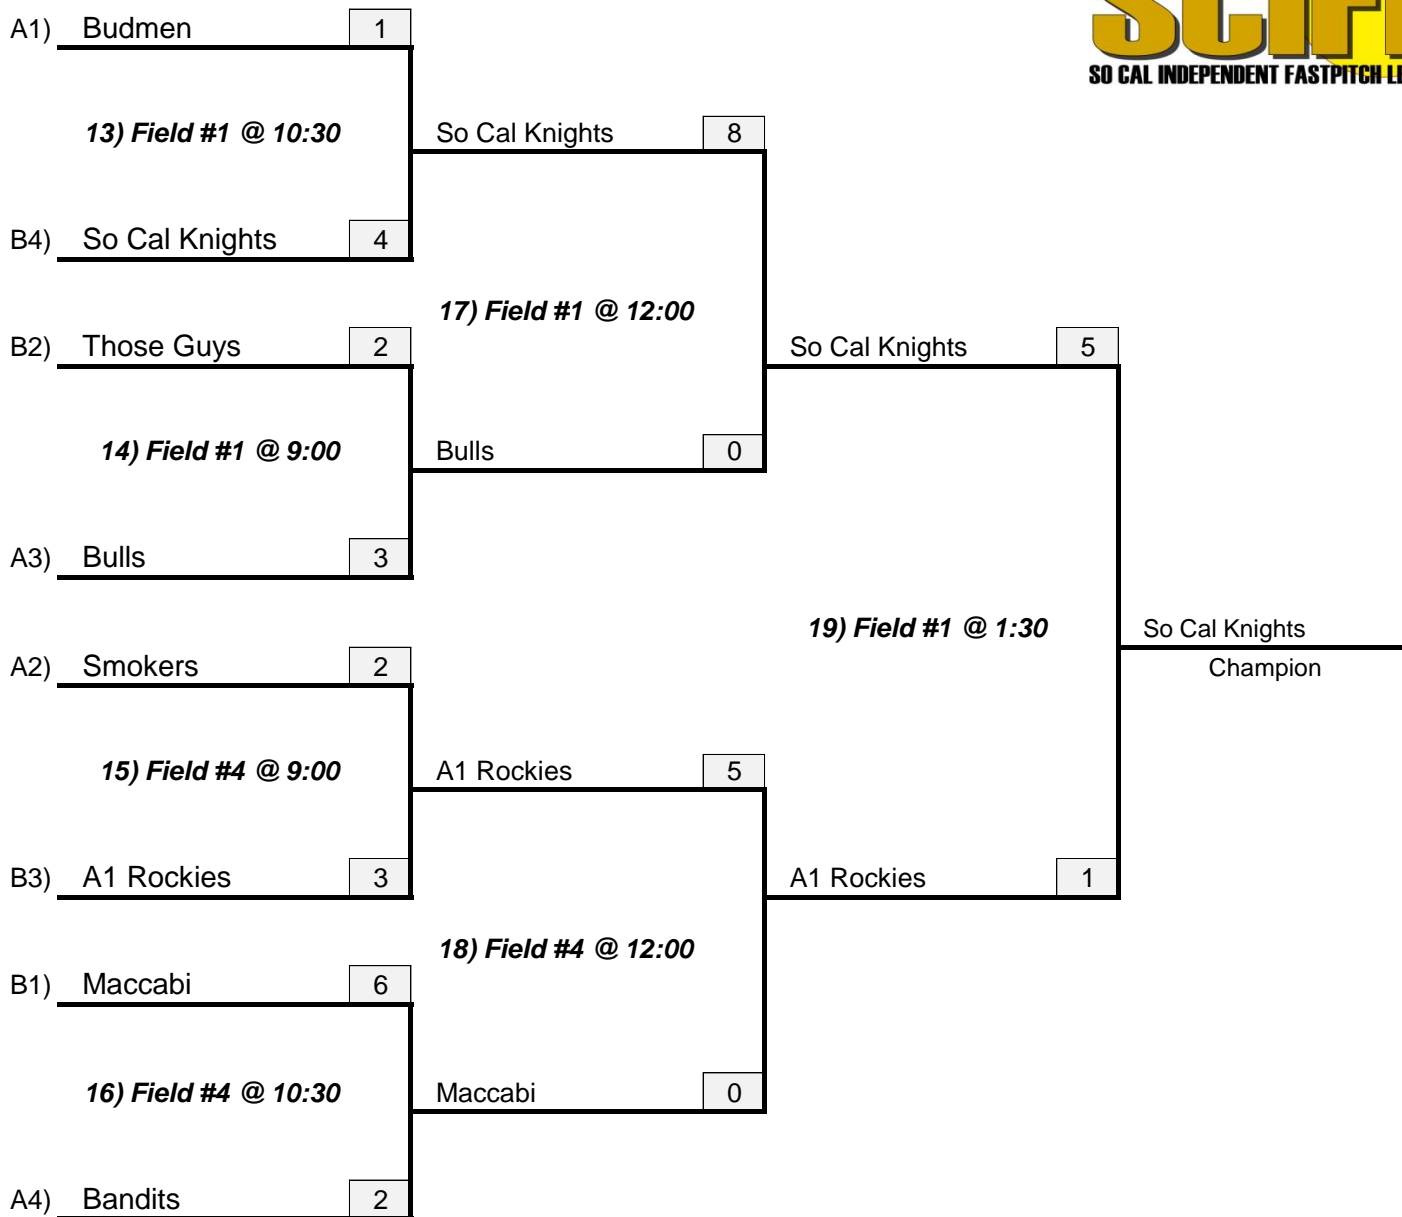 A1) Budmen 1
SO CAL INDEPENDENT FASTPITCH
13) Field #1 @ 10:30
So Cal Knights 8
B4) So Cal Knights 4
17) Field #1 @ 12:00
B2) Those Guys 2
So Cal Knights 5
14) Field #1 @ 9:00
Bulls 0
A3) Bulls 3
19) Field #1 @ 1:30
So Cal Knights
Champion
A2) Smokers 2
15) Field #4 @ 9:00
A1 Rockies 5
B3) A1 Rockies 3
A1 Rockies 1
18) Field #4 @ 12:00
B1) Maccabi 6
16) Field #4 @ 10:30
Maccabi 0
A4) Bandits 2